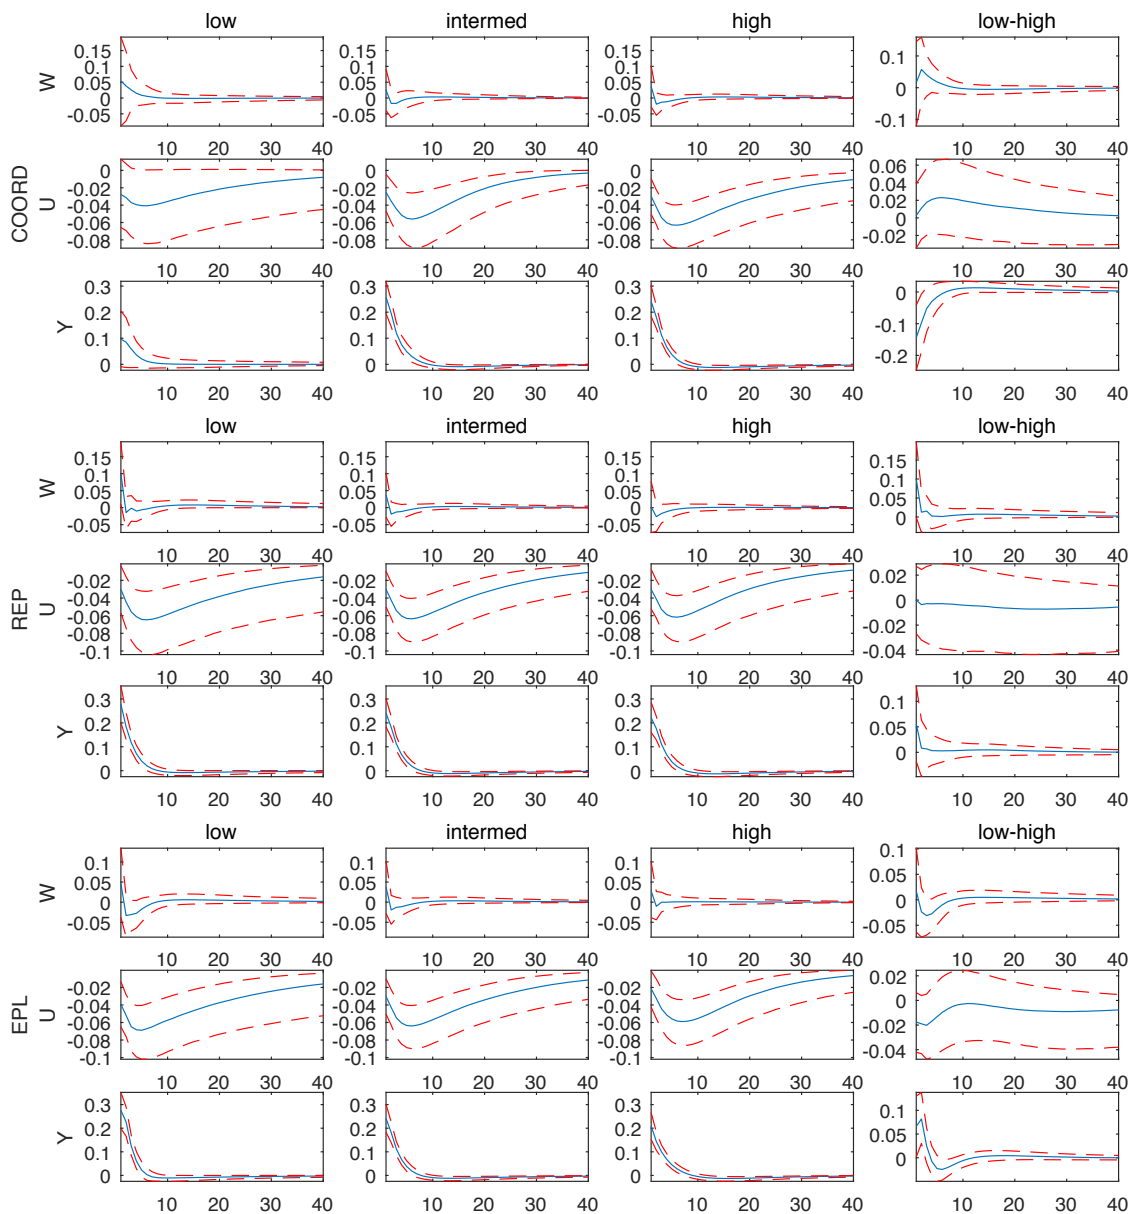 low intermed high low-high
COORD
W
0.15 0.1 0.05 0 -0.05
0.15 0.1 0.05 0 -0.05
0.15 0.1 0.05 0 -0.05
0.1 0 -0.1
10 20 30 40 10 20 30 40 10 20 30 40 10 20 30 40
U
0 -0.02 -0.04 -0.06 -0.08
0 -0.02 -0.04 -0.06 -0.08
0 -0.02 -0.04 -0.06 -0.08
0.06 0.04 0.02 0 -0.02
10 20 30 40 10 20 30 40 10 20 30 40 10 20 30 40
Y
0.3 0.2 0.1 0
0.3 0.2 0.1 0
0.3 0.2 0.1 0
0 -0.1 -0.2
10 20 30 40 10 20 30 40 10 20 30 40 10 20 30 40
low intermed high low-high
REP
W
0.15 0.1 0.05 0 -0.05
0.15 0.1 0.05 0 -0.05
0.15 0.1 0.05 0 -0.05
0.15 0.1 0.05 0
10 20 30 40 10 20 30 40 10 20 30 40 10 20 30 40
U
-0.02 -0.04 -0.06 -0.08 -0.1
-0.02 -0.04 -0.06 -0.08 -0.1
-0.02 -0.04 -0.06 -0.08 -0.1
0.02 0 -0.02 -0.04
10 20 30 40 10 20 30 40 10 20 30 40 10 20 30 40
Y
0.3 0.2 0.1 0
0.3 0.2 0.1 0
0.3 0.2 0.1 0
0.1 0.05 0
10 20 30 40 10 20 30 40 10 20 30 40 10 20 30 40
low intermed high low-high
EPL
W
0.1 0.05 0 -0.05
0.1 0.05 0 -0.05
0.1 0.05 0 -0.05
0.1 0.05 0 -0.05
10 20 30 40 10 20 30 40 10 20 30 40 10 20 30 40
U
-0.02 -0.04 -0.06 -0.08 -0.1
-0.02 -0.04 -0.06 -0.08 -0.1
-0.02 -0.04 -0.06 -0.08 -0.1
0.02 0 -0.02 -0.04
10 20 30 40 10 20 30 40 10 20 30 40 10 20 30 40
Y
0.3 0.2 0.1 0
0.3 0.2 0.1 0
0.3 0.2 0.1 0
0.1 0.05 0
10 20 30 40 10 20 30 40 10 20 30 40 10 20 30 40